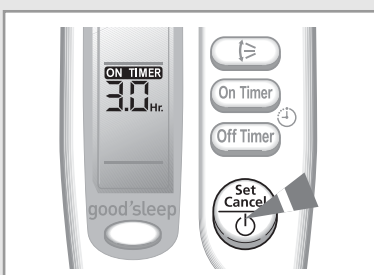 ON TIMER
3.0Hr.
On Timer
Off Timer
Set
Cancel
good'sleep